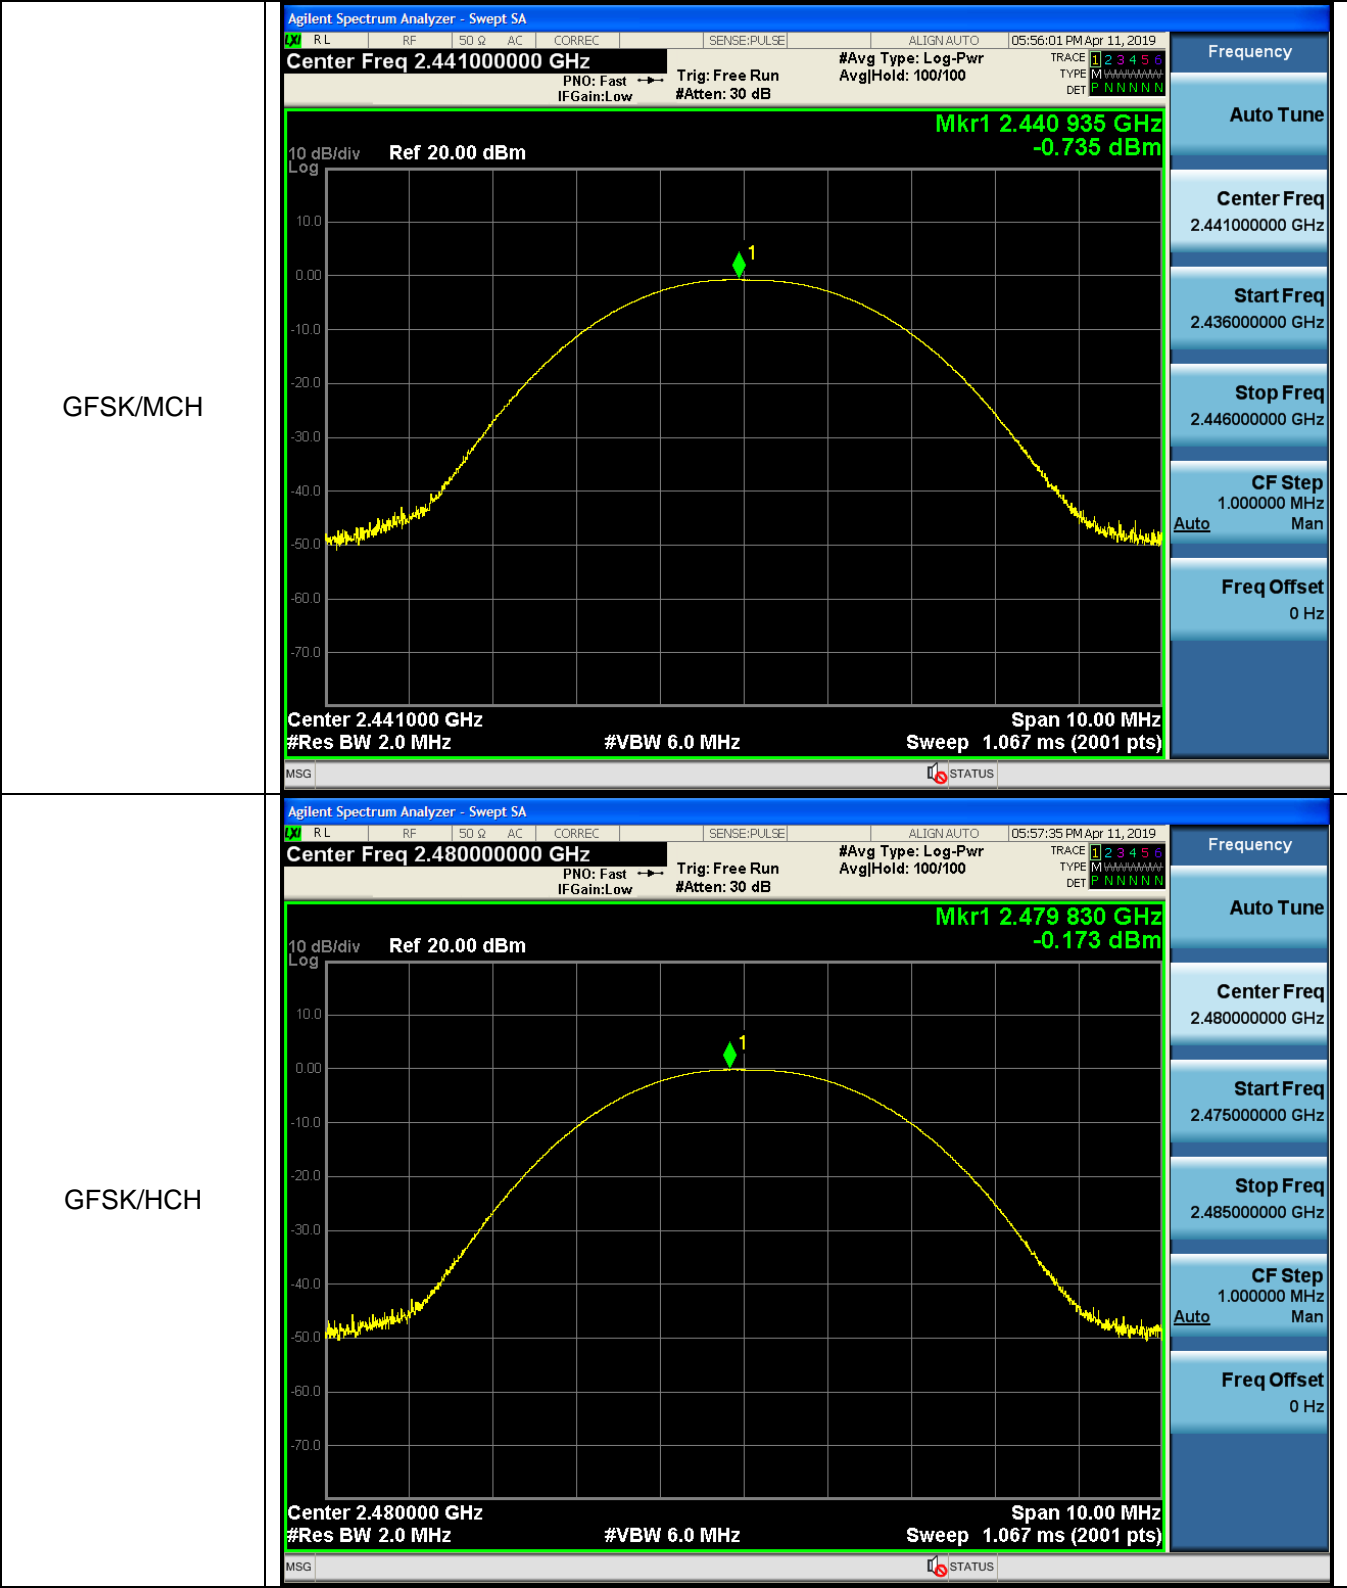 GFSK/MCH
Agilent Spectrum Analyzer - Swept SA
LXI RL RF 50 Ω AC CORREC SENSE:PULSE ALIGN AUTO 05:56:01 PM Apr 11, 2019
Center Freq 2.441000000 GHz
PNO: Fast
IFGain:Low
Trig: Free Run
#Atten: 30 dB
#Avg Type: Log-Pwr
Avg|Hold: 100/100
TRACE 1 2 3 4 5 6
TYPE M WWWWW
DET P N N N N N
Mkr1 2.440 935 GHz
-0.735 dBm
10 dB/div Ref 20.00 dBm
Log
1
10.0
0.00
-10.0
-20.0
-30.0
-40.0
-50.0
-60.0
-70.0
Center 2.441000 GHz Span 10.00 MHz
#Res BW 2.0 MHz #VBW 6.0 MHz Sweep 1.067 ms (2001 pts)
MSG STATUS
Frequency
Auto Tune
Center Freq
2.441000000 GHz
Start Freq
2.436000000 GHz
Stop Freq
2.446000000 GHz
CF Step
1.000000 MHz
Auto Man
Freq Offset
0 Hz
GFSK/HCH
Agilent Spectrum Analyzer - Swept SA
LXI RL RF 50 Ω AC CORREC SENSE:PULSE ALIGN AUTO 05:57:35 PM Apr 11, 2019
Center Freq 2.480000000 GHz
PNO: Fast
IFGain:Low
Trig: Free Run
#Atten: 30 dB
#Avg Type: Log-Pwr
Avg|Hold: 100/100
TRACE 1 2 3 4 5 6
TYPE M WWWWW
DET P N N N N N
Mkr1 2.479 830 GHz
-0.173 dBm
10 dB/div Ref 20.00 dBm
Log
1
10.0
0.00
-10.0
-20.0
-30.0
-40.0
-50.0
-60.0
-70.0
Center 2.480000 GHz Span 10.00 MHz
#Res BW 2.0 MHz #VBW 6.0 MHz Sweep 1.067 ms (2001 pts)
MSG STATUS
Frequency
Auto Tune
Center Freq
2.480000000 GHz
Start Freq
2.475000000 GHz
Stop Freq
2.485000000 GHz
CF Step
1.000000 MHz
Auto Man
Freq Offset
0 Hz